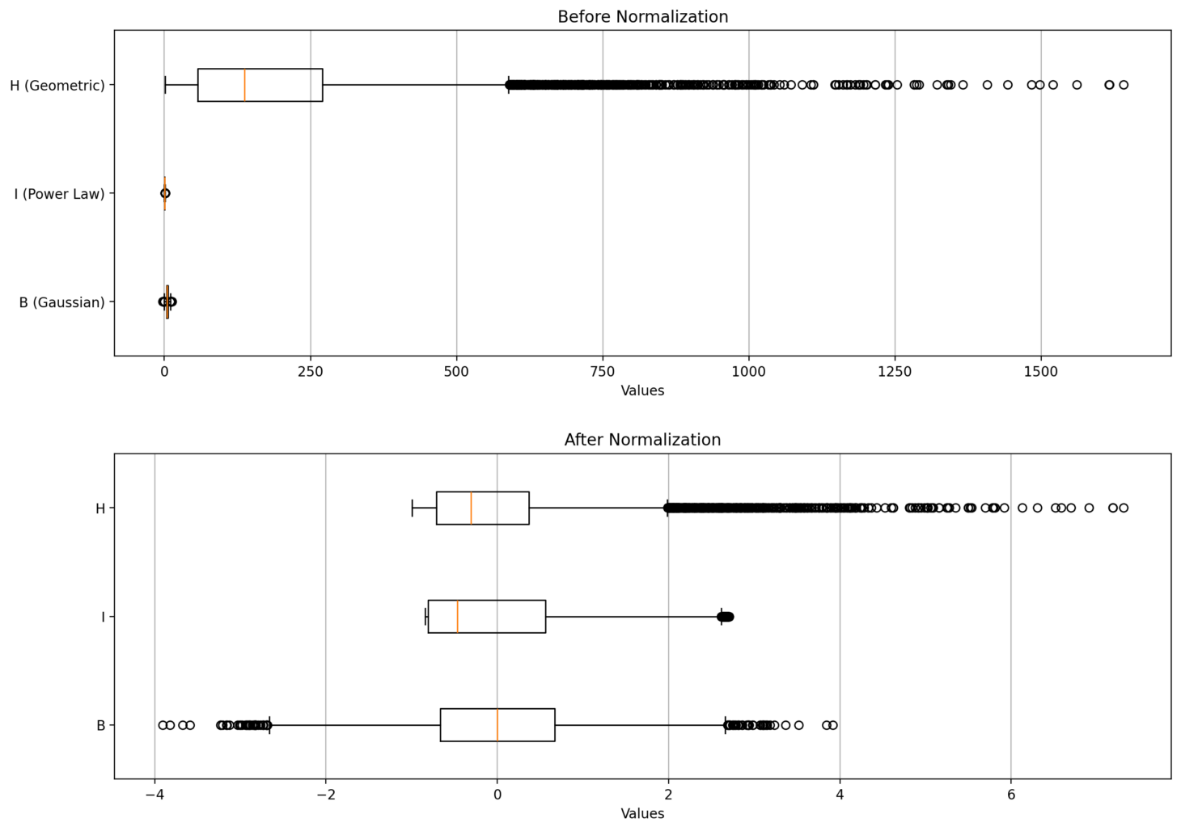 Before Normalization
H (Geometric)
I (Power Law)
B (Gaussian)
0 250 500 750 1000 1250 1500
Values
After Normalization
H
I
B
−4 −2 0 2 4 6
Values